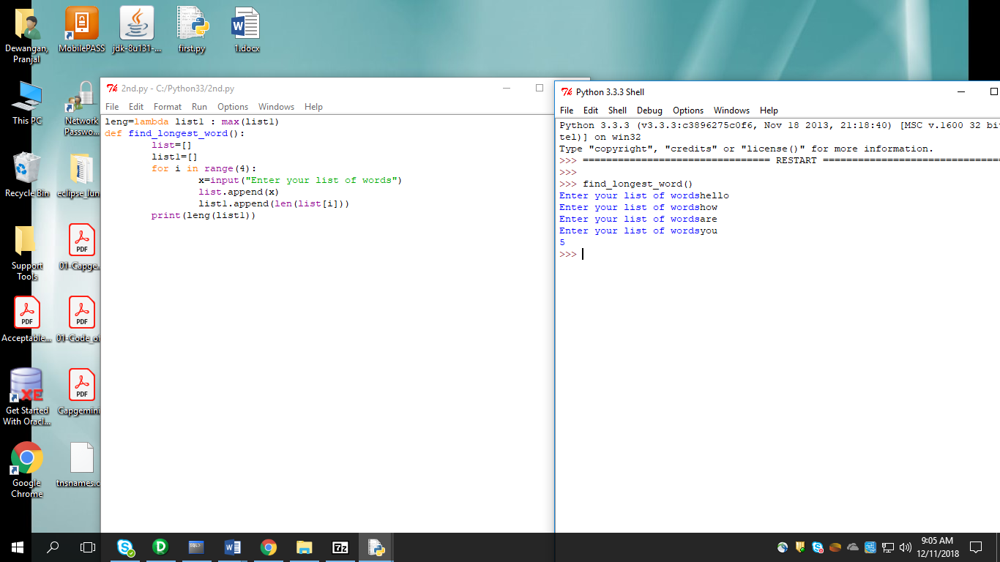 Dewangan,
Pranjal
MobilePASS
jdk-8u131-...
first.py
1.docx
This PC
Network
Passwo...
Recycle Bin
eclipse_lun
Support
Tools
PDF
01-Capge.
PDF
Acceptable...
PDF
01-Code_of
XE
Get Started
With Oracl...
PDF
Capgemini
Google
Chrome
tnsnames.o
2nd.py - C:/Python33/2nd.py
File Edit Format Run Options Windows Help
leng=lambda list1 : max(list1)
def find_longest_word():
        list=[]
        list1=[]
        for i in range(4):
                x=input("Enter your list of words")
                list.append(x)
                list1.append(len(list[i]))
        print(leng(list1))
Python 3.3.3 Shell
File Edit Shell Debug Options Windows Help
Python 3.3.3 (v3.3.3:c3896275c0f6, Nov 18 2013, 21:18:40) [MSC v.1600 32 bi
tel)] on win32
Type "copyright", "credits" or "license()" for more information.
>>> ================================ RESTART ================================
>>>
>>> find_longest_word()
Enter your list of wordshello
Enter your list of wordshow
Enter your list of wordsare
Enter your list of wordsyou
5
>>>
9:05 AM
12/11/2018